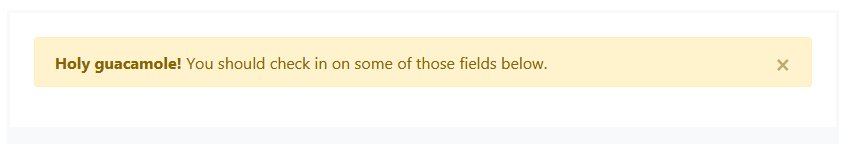 Holy guacamole! You should check in on some of those fields below. ×